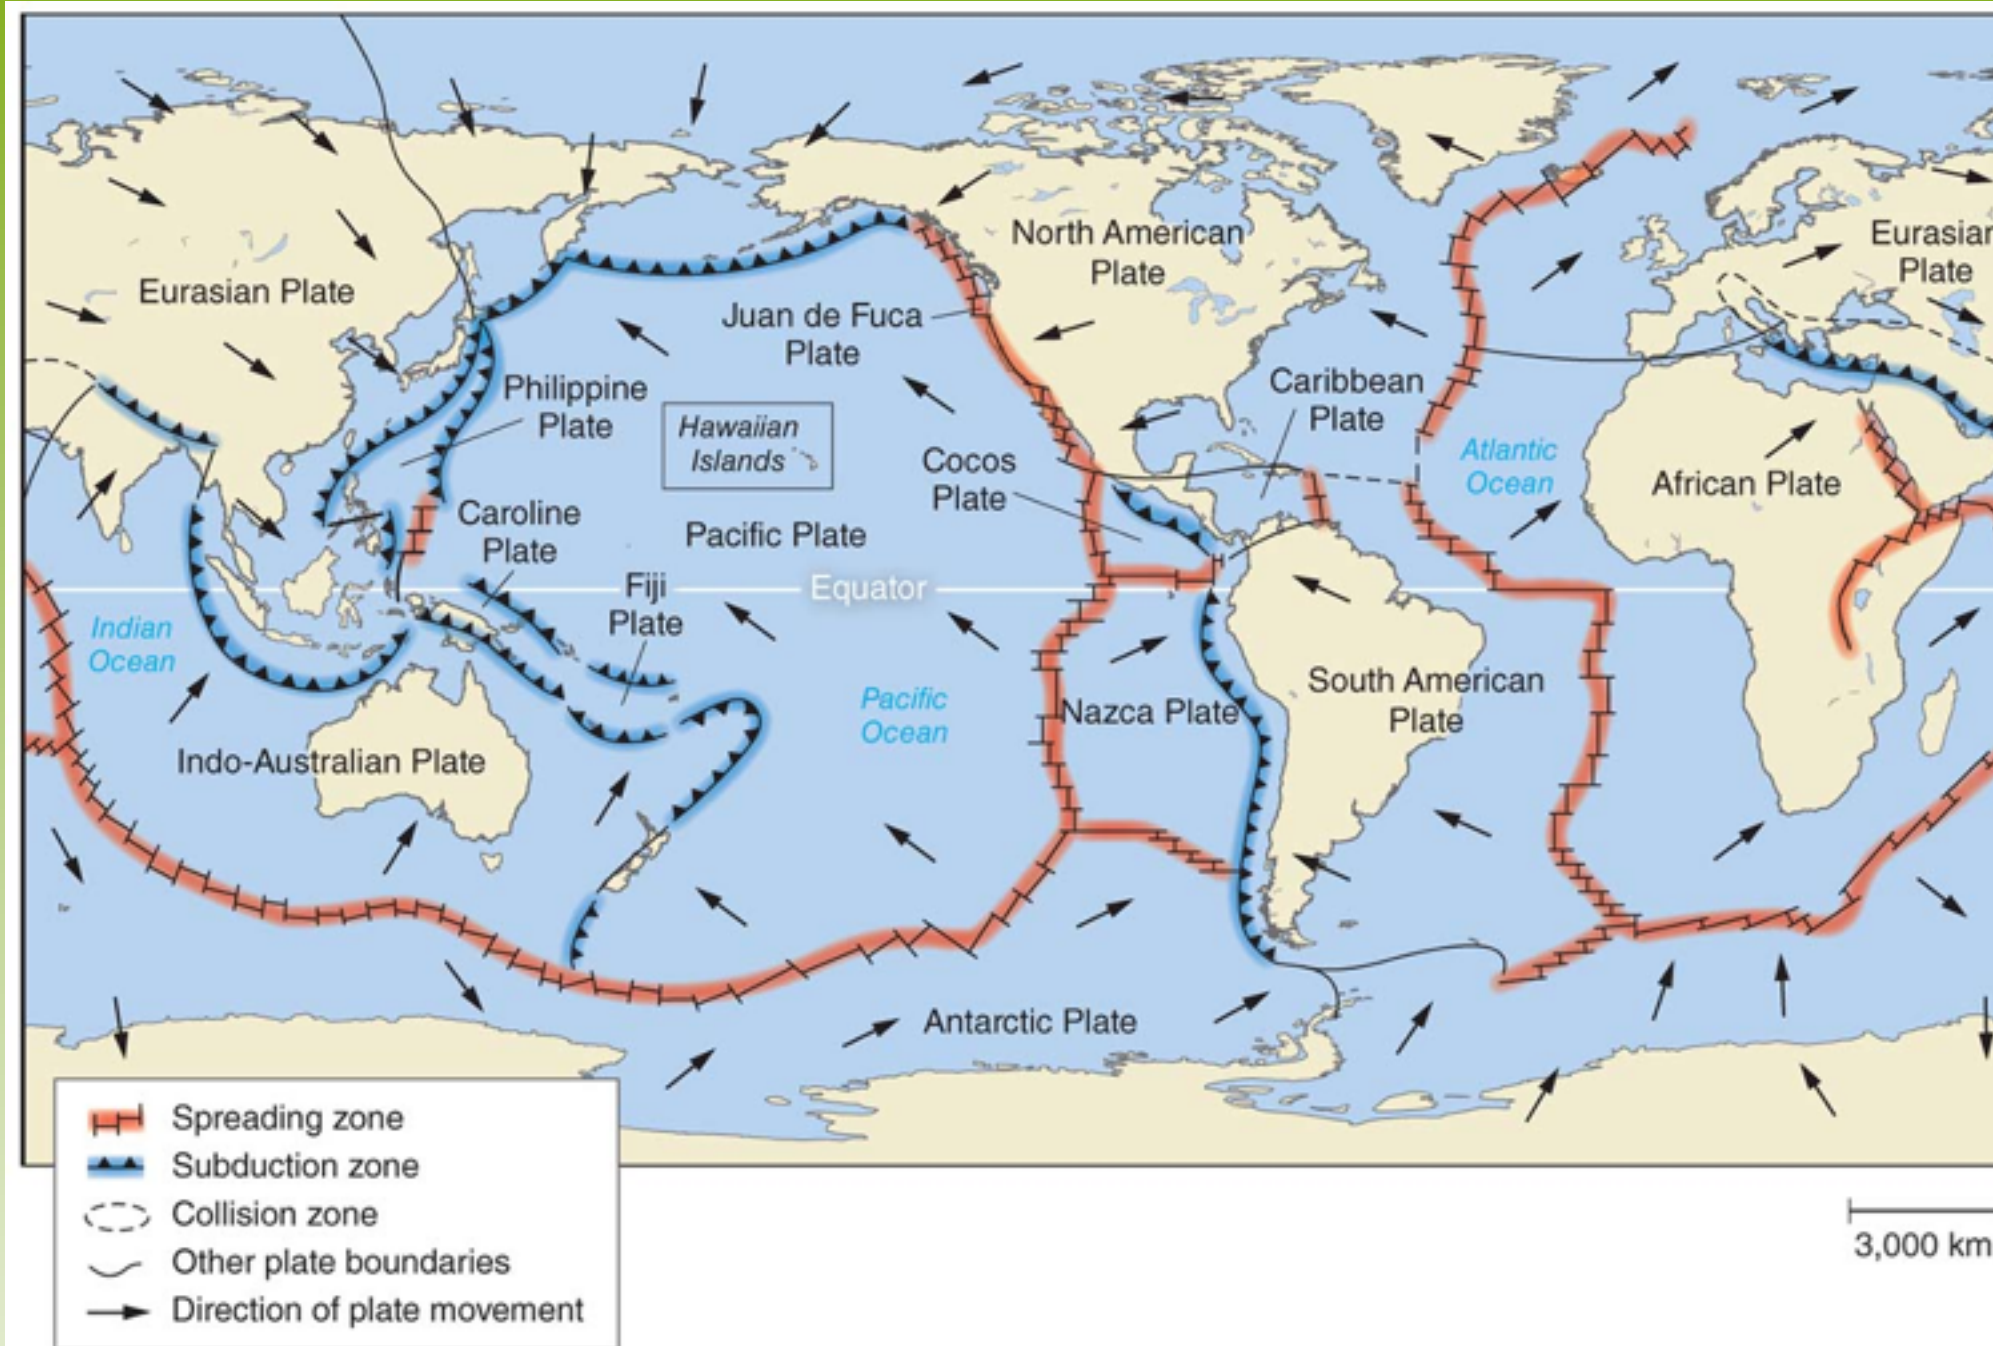 North American
Plate
Eurasian
Plate
Eurasian Plate
Juan de Fuca
Plate
Philippine
Plate
Hawaiian
Islands
Caribbean
Plate
Cocos
Plate
Atlantic
Ocean
African Plate
Caroline
Plate
Pacific Plate
Fiji
Plate
Equator
Indian
Ocean
Pacific
Ocean
Nazca Plate
South American
Plate
Indo-Australian Plate
Antarctic Plate
Spreading zone
Subduction zone
Collision zone
Other plate boundaries
Direction of plate movement
3,000 km